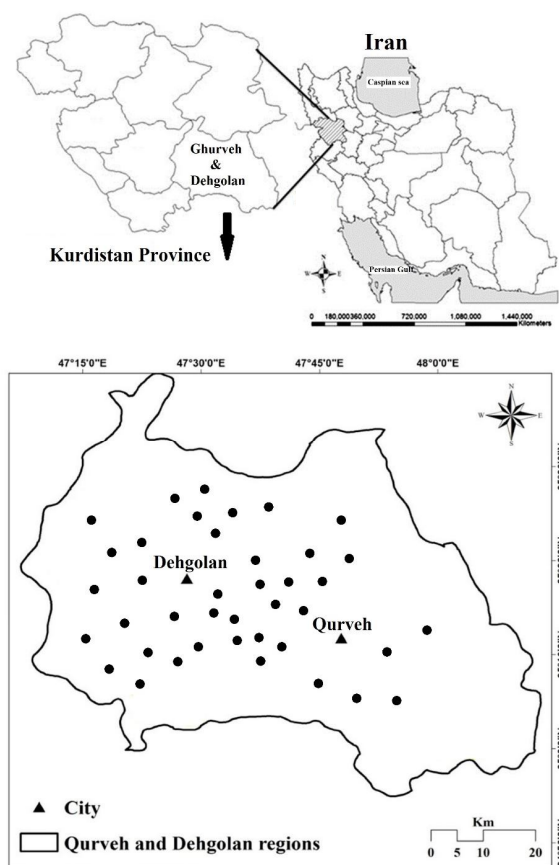 Iran
Caspian sea
Ghurveh
&
Dehgolan
Kurdistan Province
Persian Gulf
N
W E
S
0 180,000360,000 720,000 1,080,000 1,440,000
Kilometers
47°15'0"E 47°30'0"E 47°45'0"E 48°0'0"E
N
W E
S
Dehgolan
Qurveh
City
Qurveh and Dehgolan regions
Km
0 5 10 20